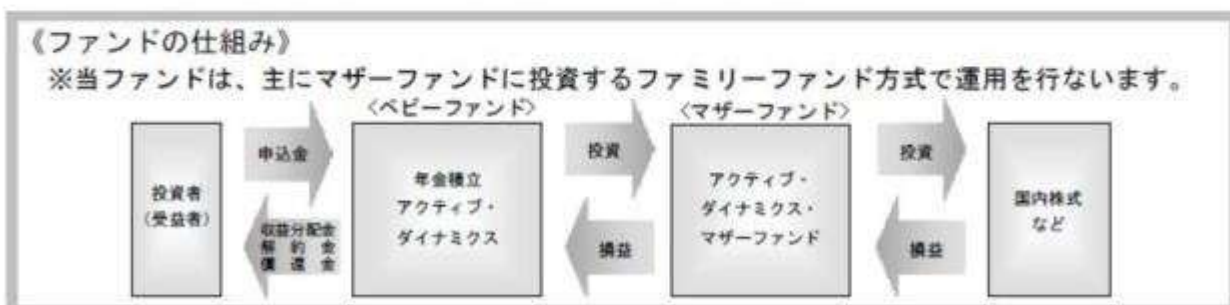 《ファンドの仕組み》
※当ファンドは、主にマザーファンドに投資するファミリーファンド方式で運用を行ないます。
〈ベビーファンド〉
〈マザーファンド〉
投資者
(受益者)
申込金
収益分配金
解約金
償還金
年金積立
アクティブ・
ダイナミクス
投資
損益
アクティブ・
ダイナミクス・
マザーファンド
投資
損益
国内株式
など